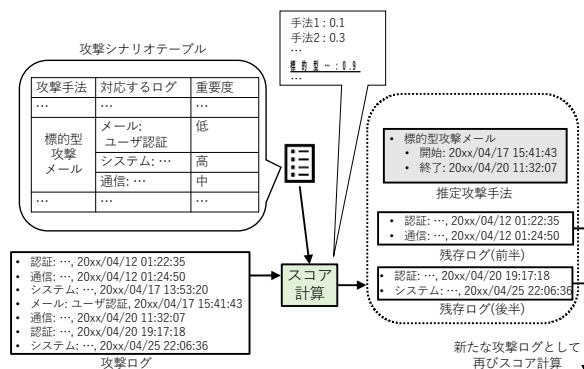 攻撃シナリオテーブル
攻撃手法 対応するログ 重要度
… … …
標的型
攻撃
メール
メール:
ユーザ認証
低
システム: … 高
通信: … 中
… … …
手法1 : 0.1
手法2 : 0.3
…
標的型 … : 0.9
…
• 認証: …, 20xx/04/12 01:22:35
• 通信: …, 20xx/04/12 01:24:50
• システム: …, 20xx/04/17 13:53:20
• メール: ユーザ認証, 20xx/04/17 15:41:43
• 通信: …, 20xx/04/20 11:32:07
• 認証: …, 20xx/04/20 19:17:18
• システム: …, 20xx/04/25 22:06:36
攻撃ログ
スコア
計算
• 標的型攻撃メール
• 開始: 20xx/04/17 15:41:43
• 終了: 20xx/04/20 11:32:07
推定攻撃手法
• 認証: …, 20xx/04/12 01:22:35
• 通信: …, 20xx/04/12 01:24:50
残存ログ(前半)
• 認証: …, 20xx/04/20 19:17:18
• システム: …, 20xx/04/25 22:06:36
残存ログ(後半)
新たな攻撃ログとして
再びスコア計算